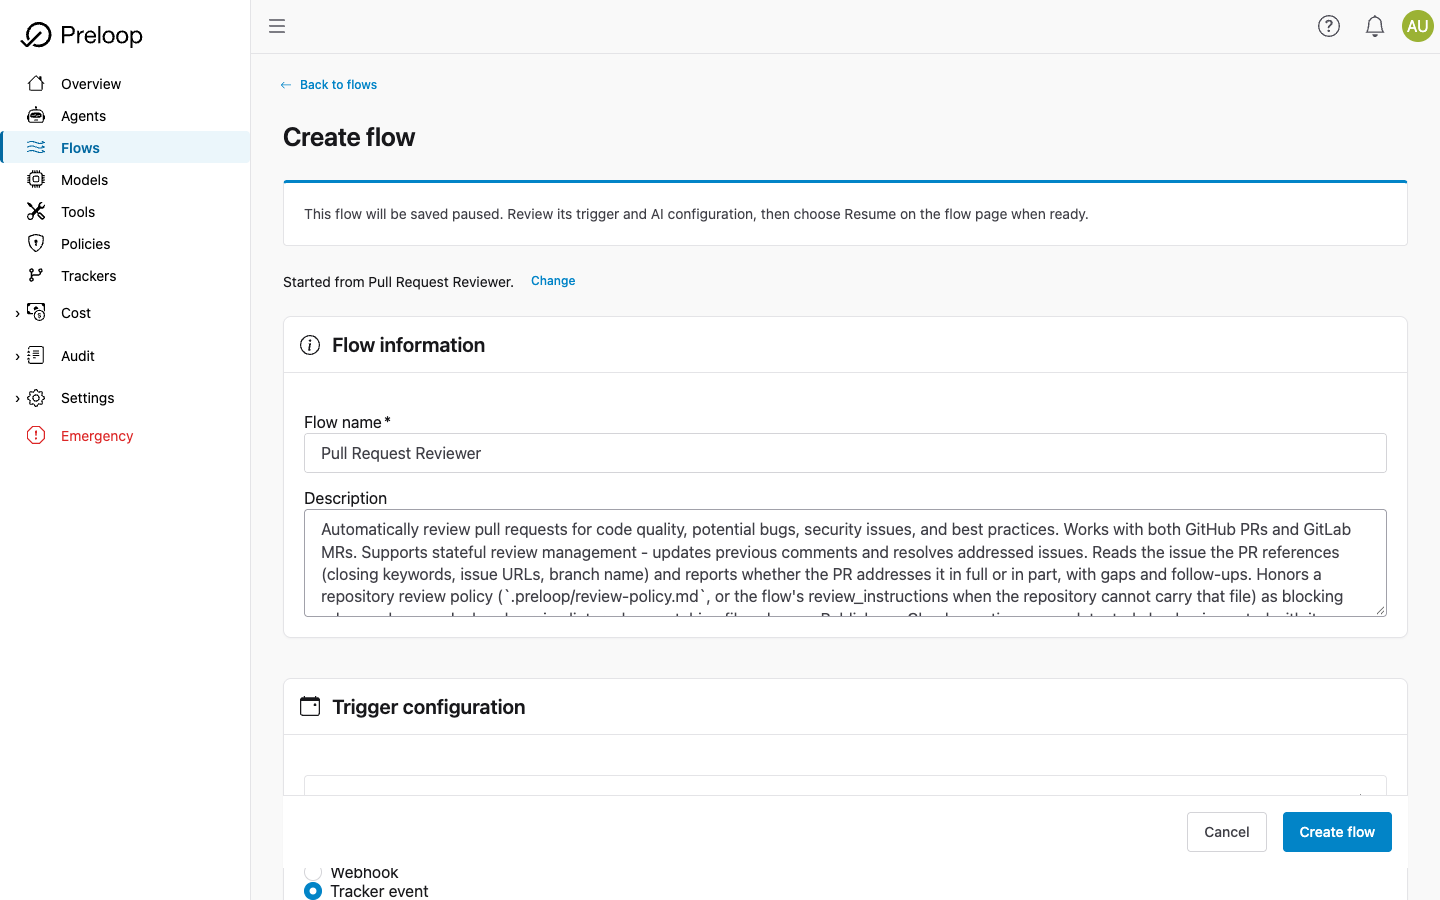 Preloop
AU
Overview
Agents
Flows
Models
Tools
Policies
Trackers
Cost
Audit
Settings
Emergency
← Back to flows
Create flow
This flow will be saved paused. Review its trigger and AI configuration, then choose Resume on the flow page when ready.
Started from Pull Request Reviewer. Change
Flow information
Flow name *
Pull Request Reviewer
Description
Automatically review pull requests for code quality, potential bugs, security issues, and best practices. Works with both GitHub PRs and GitLab
MRs. Supports stateful review management - updates previous comments and resolves addressed issues. Reads the issue the PR references
(closing keywords, issue URLs, branch name) and reports whether the PR addresses it in full or in part, with gaps and follow-ups. Honors a
repository review policy (`.preloop/review-policy.md`, or the flow's review_instructions when the repository cannot carry that file) as blocking
Trigger configuration
Cancel
Create flow
Webhook
Tracker event